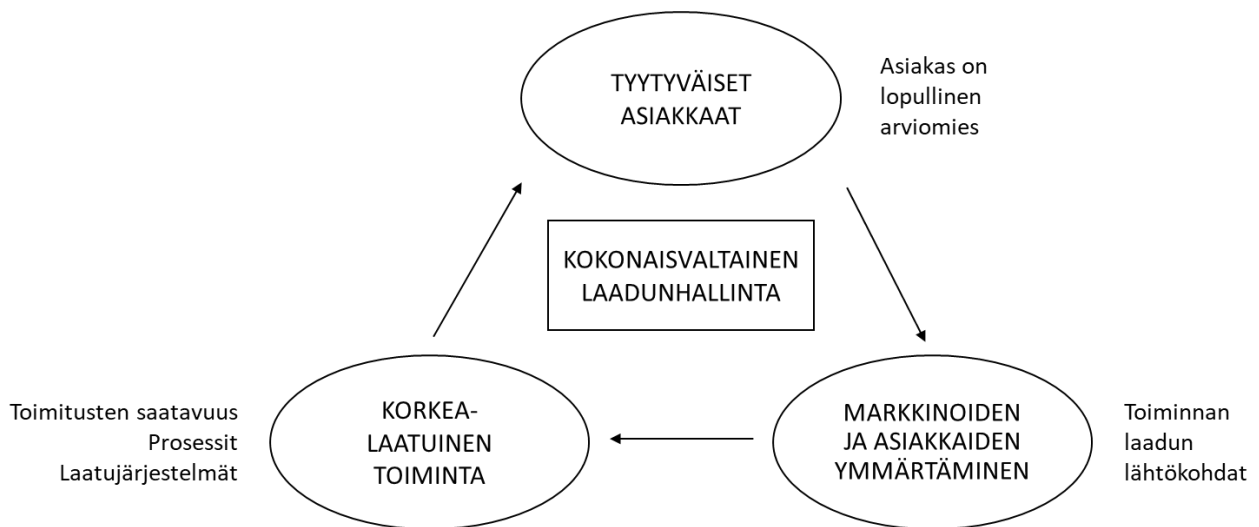 TYYTYVÄISET
ASIAKKAAT
Asiakas on
lopullinen
arviomies
KOKONAISVALTAINEN
LAADUNHALLINTA
Toimitusten saatavuus
Prosessit
Laatujärjestelmät
KORKEA-
LAATUINEN
TOIMINTA
MARKKINOIDEN
JA ASIAKKAIDEN
YMMÄRTÄMINEN
Toiminnan
laadun
lähtökohdat